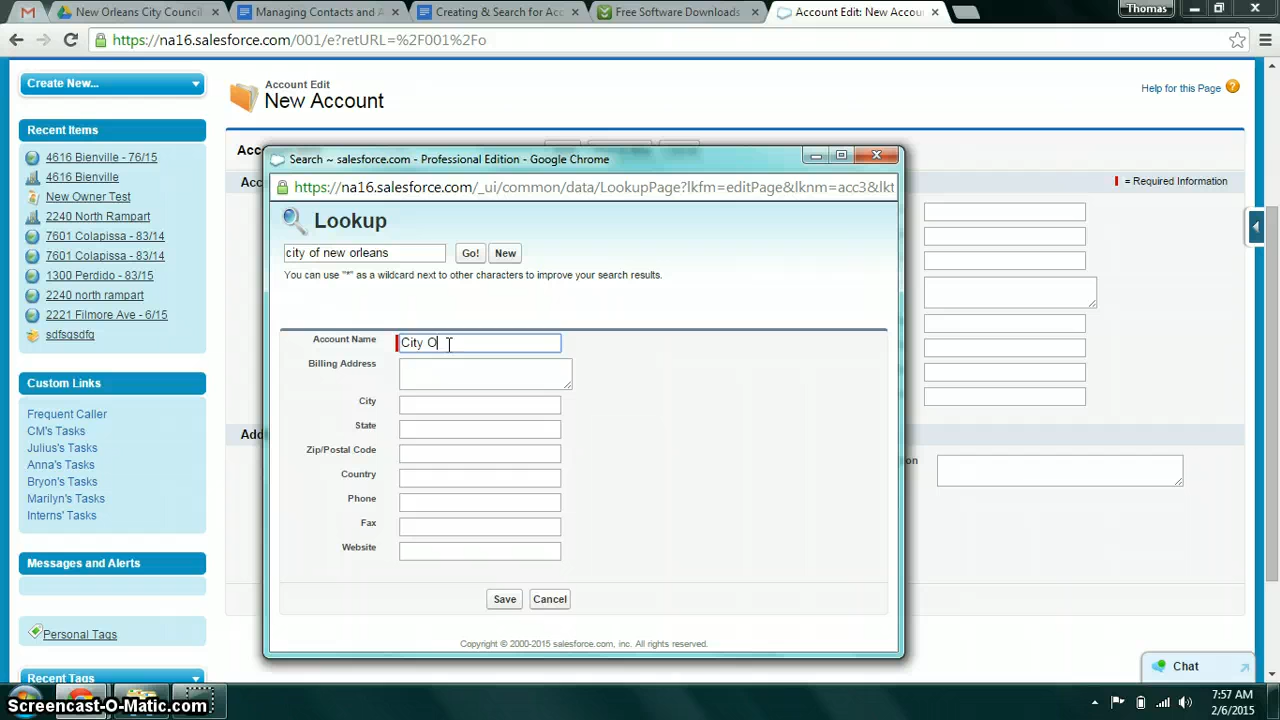 New Orleans City Council
Managing Contacts and A
Creating & Search for Acc
Free Software Downloads
Account Edit: New Accou
Thomas
https://na16.salesforce.com/001/e?retURL=%2F001%2Fo
Create New...
Account Edit
New Account
Help for this Page
Recent Items
4616 Bienville - 76/15
4616 Bienville
New Owner Test
2240 North Rampart
7601 Colapissa - 83/14
7601 Colapissa - 83/14
1300 Perdido - 83/15
2240 north rampart
2221 Filmore Ave - 6/15
sdfsgsdfg
Custom Links
Frequent Caller
CM's Tasks
Julius's Tasks
Anna's Tasks
Bryon's Tasks
Marilyn's Tasks
Interns' Tasks
Messages and Alerts
Personal Tags
Recent Tags
Acc
Acc
= Required Information
Add
on
Search ~ salesforce.com - Professional Edition - Google Chrome
https://na16.salesforce.com/_ui/common/data/LookupPage?lkfm=editPage&lknm=acc3&lkt
Lookup
city of new orleans
Go!
New
You can use "*" as a wildcard next to other characters to improve your search results.
Account Name
City O
Billing Address
City
State
Zip/Postal Code
Country
Phone
Fax
Website
Save
Cancel
Copyright © 2000-2015 salesforce.com, inc. All rights reserved.
Chat
Screencast-O-Matic.com
7:57 AM
2/6/2015